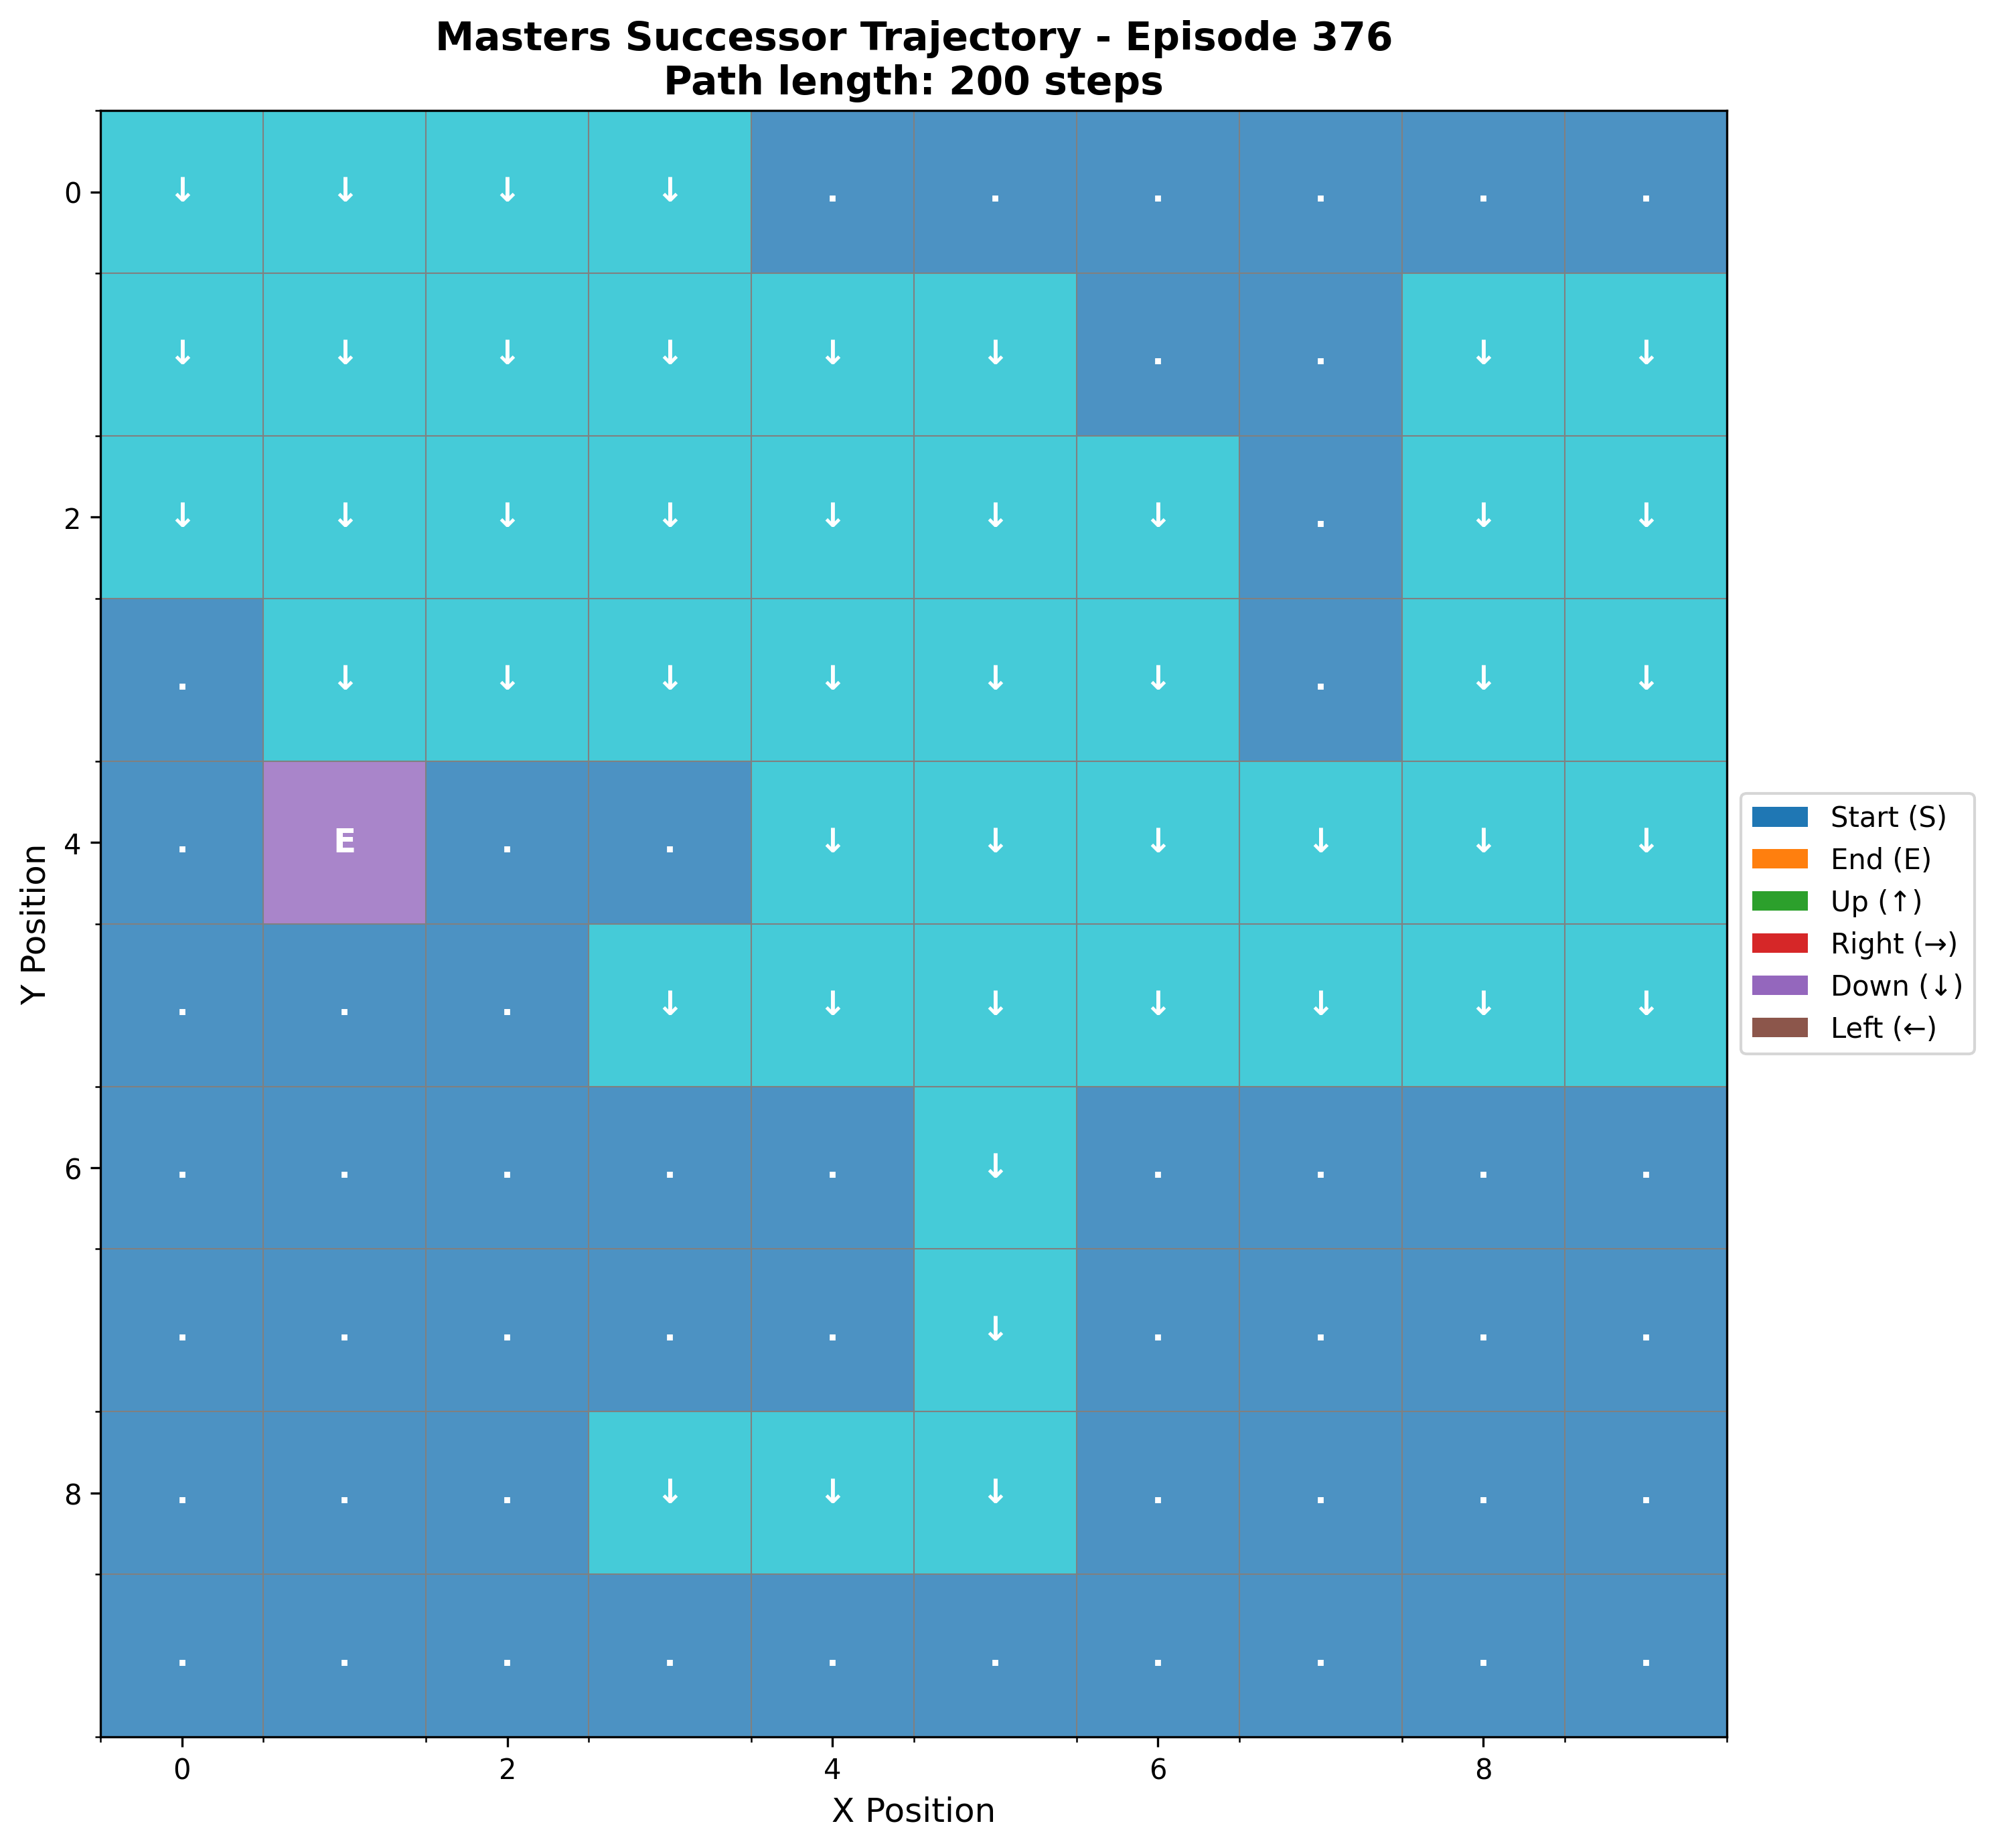 Masters Successor Trajectory - Episode 376
Path length: 200 steps
0 ↓ ↓ ↓ ↓ . . . . . .
↓ ↓ ↓ ↓ ↓ ↓ . . ↓ ↓
2 ↓ ↓ ↓ ↓ ↓ ↓ ↓ . ↓ ↓
. ↓ ↓ ↓ ↓ ↓ ↓ . ↓ ↓
4 . E . . ↓ ↓ ↓ ↓ ↓ ↓
. . . ↓ ↓ ↓ ↓ ↓ ↓ ↓
6 . . . . . ↓ . . . .
. . . . . ↓ . . . .
8 . . . ↓ ↓ ↓ . . . .
. . . . . . . . . .
0 2 4 6 8
X Position
Y Position
Start (S)
End (E)
Up (↑)
Right (→)
Down (↓)
Left (←)